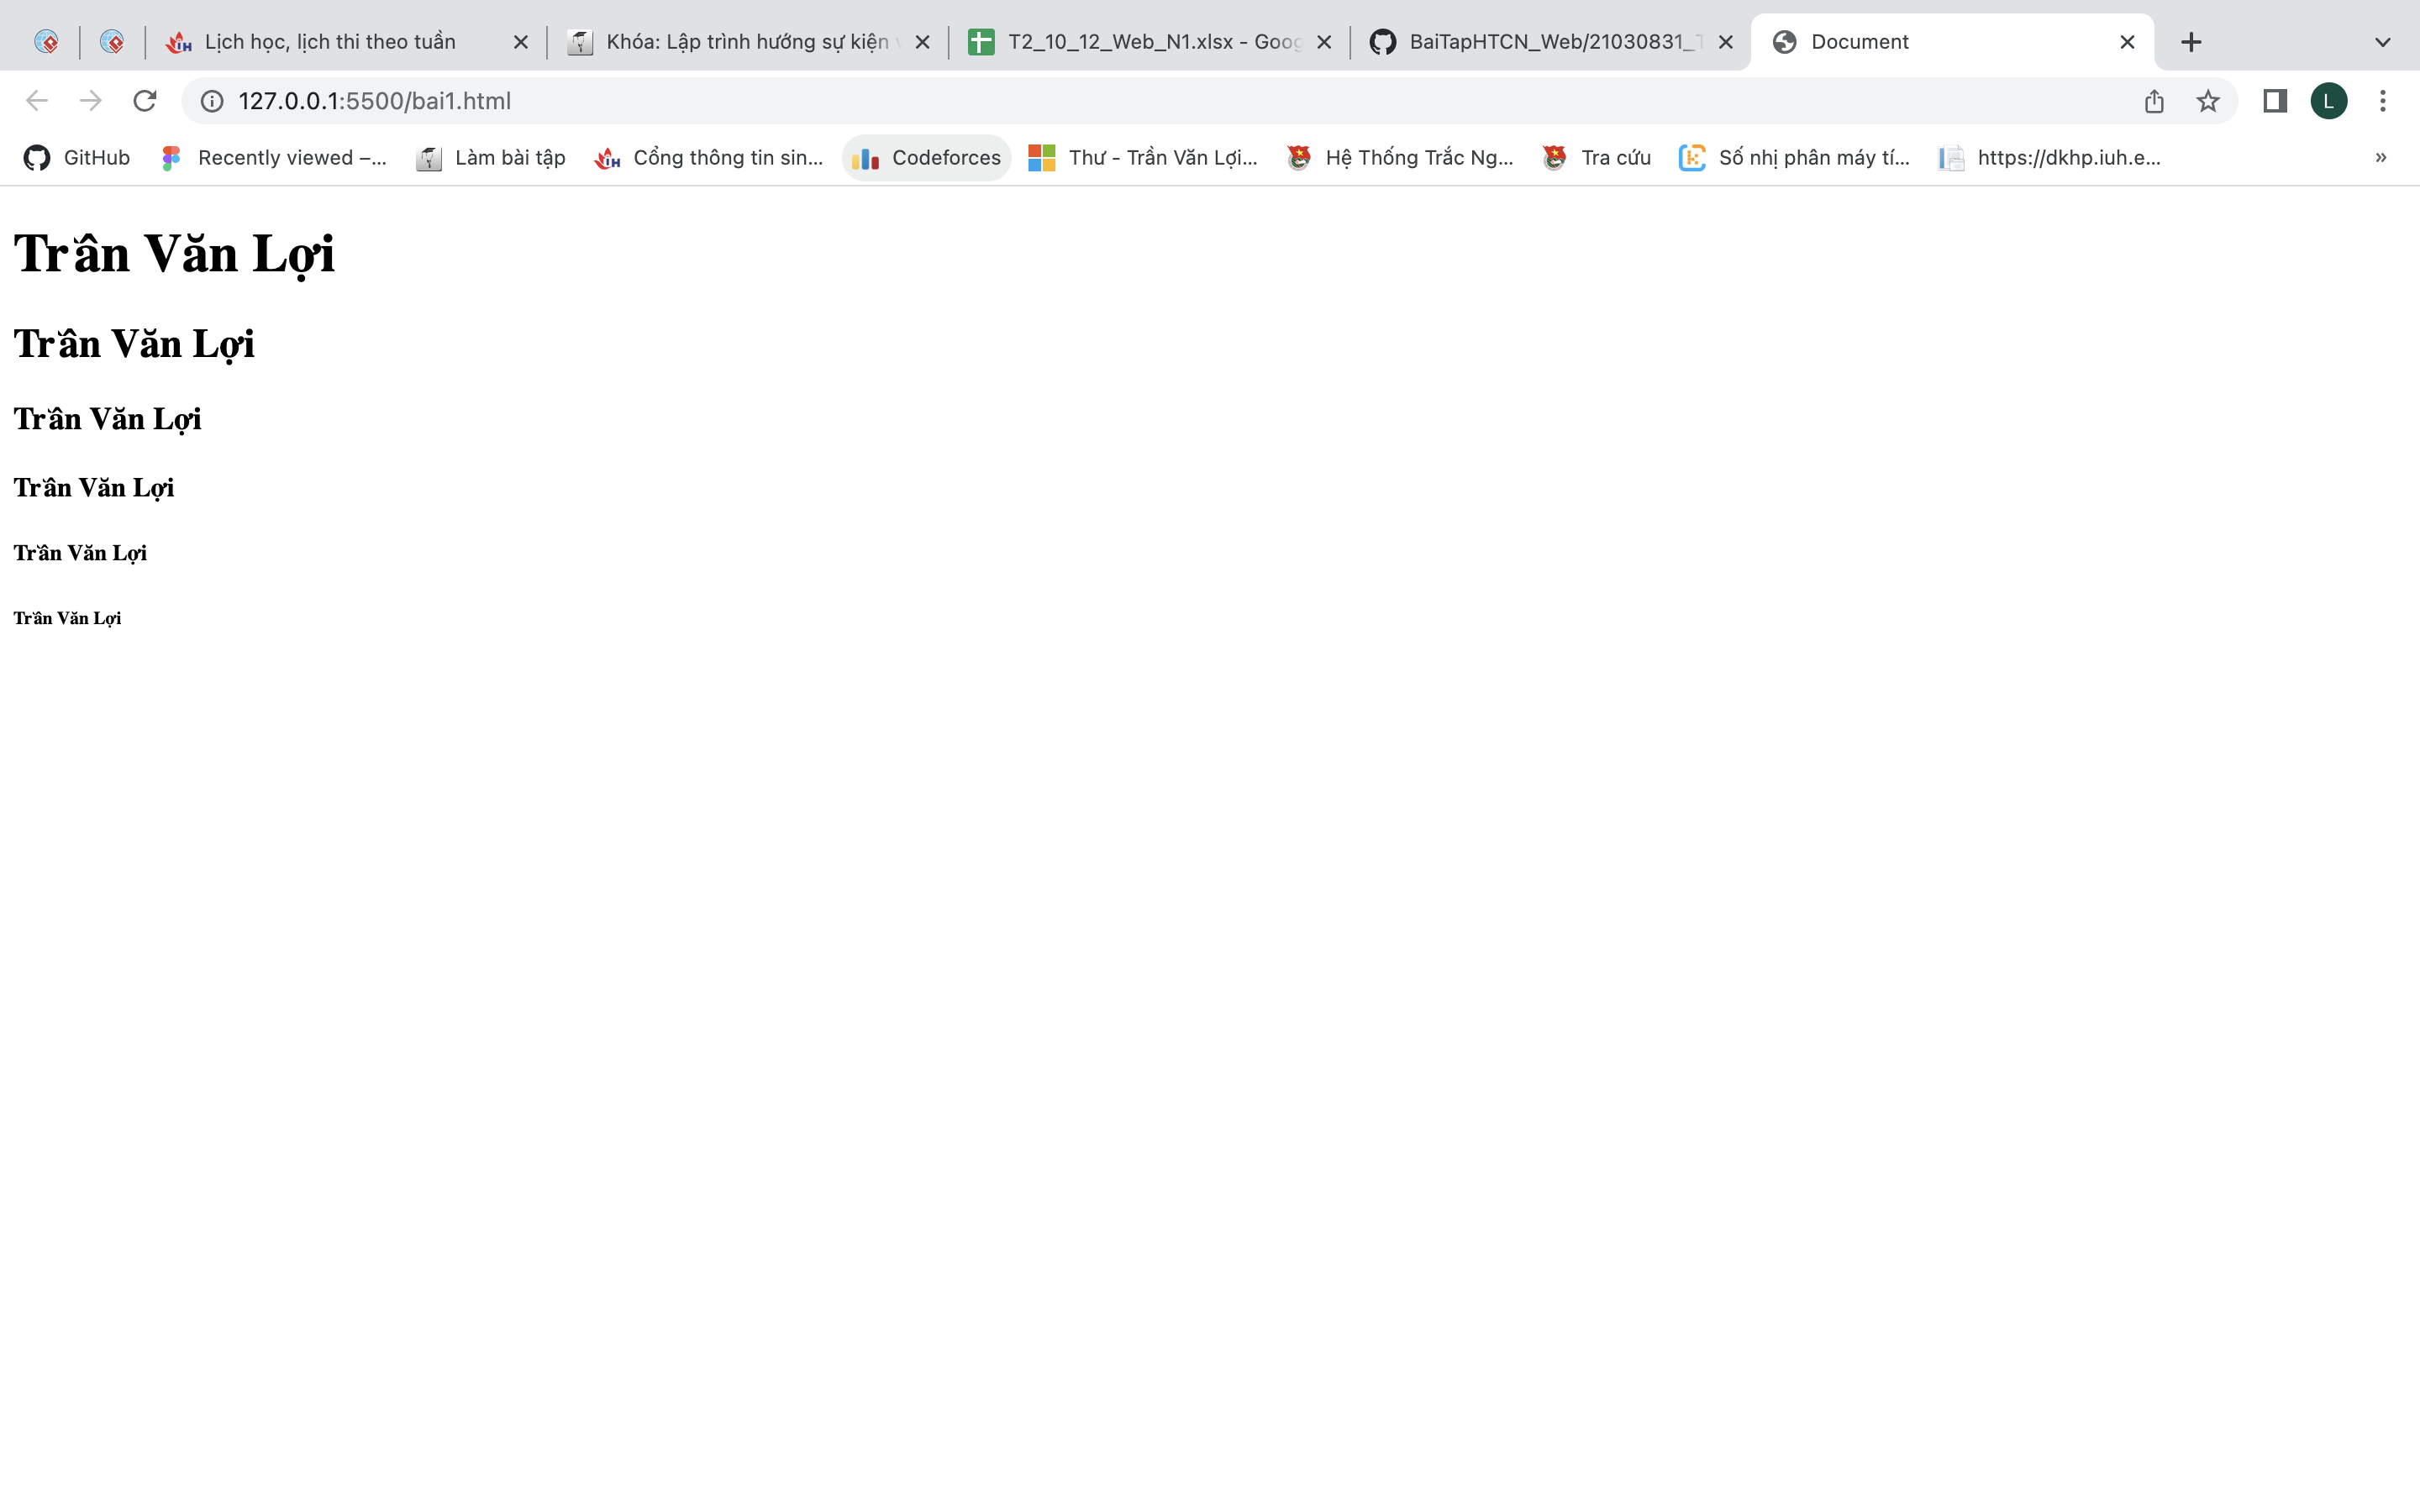 Lịch học, lịch thi theo tuần
Khóa: Lập trình hướng sự kiện
T2_10_12_Web_N1.xlsx - Goog
BaiTapHTCN_Web/21030831_T
Document
127.0.0.1:5500/bai1.html
L
GitHub
Recently viewed –...
Làm bài tập
Cổng thông tin sin...
Codeforces
Thư - Trần Văn Lợi...
Hệ Thống Trắc Ng...
Tra cứu
Số nhị phân máy tí...
https://dkhp.iuh.e...
»
Trần Văn Lợi
Trần Văn Lợi
Trần Văn Lợi
Trần Văn Lợi
Trần Văn Lợi
Trần Văn Lợi